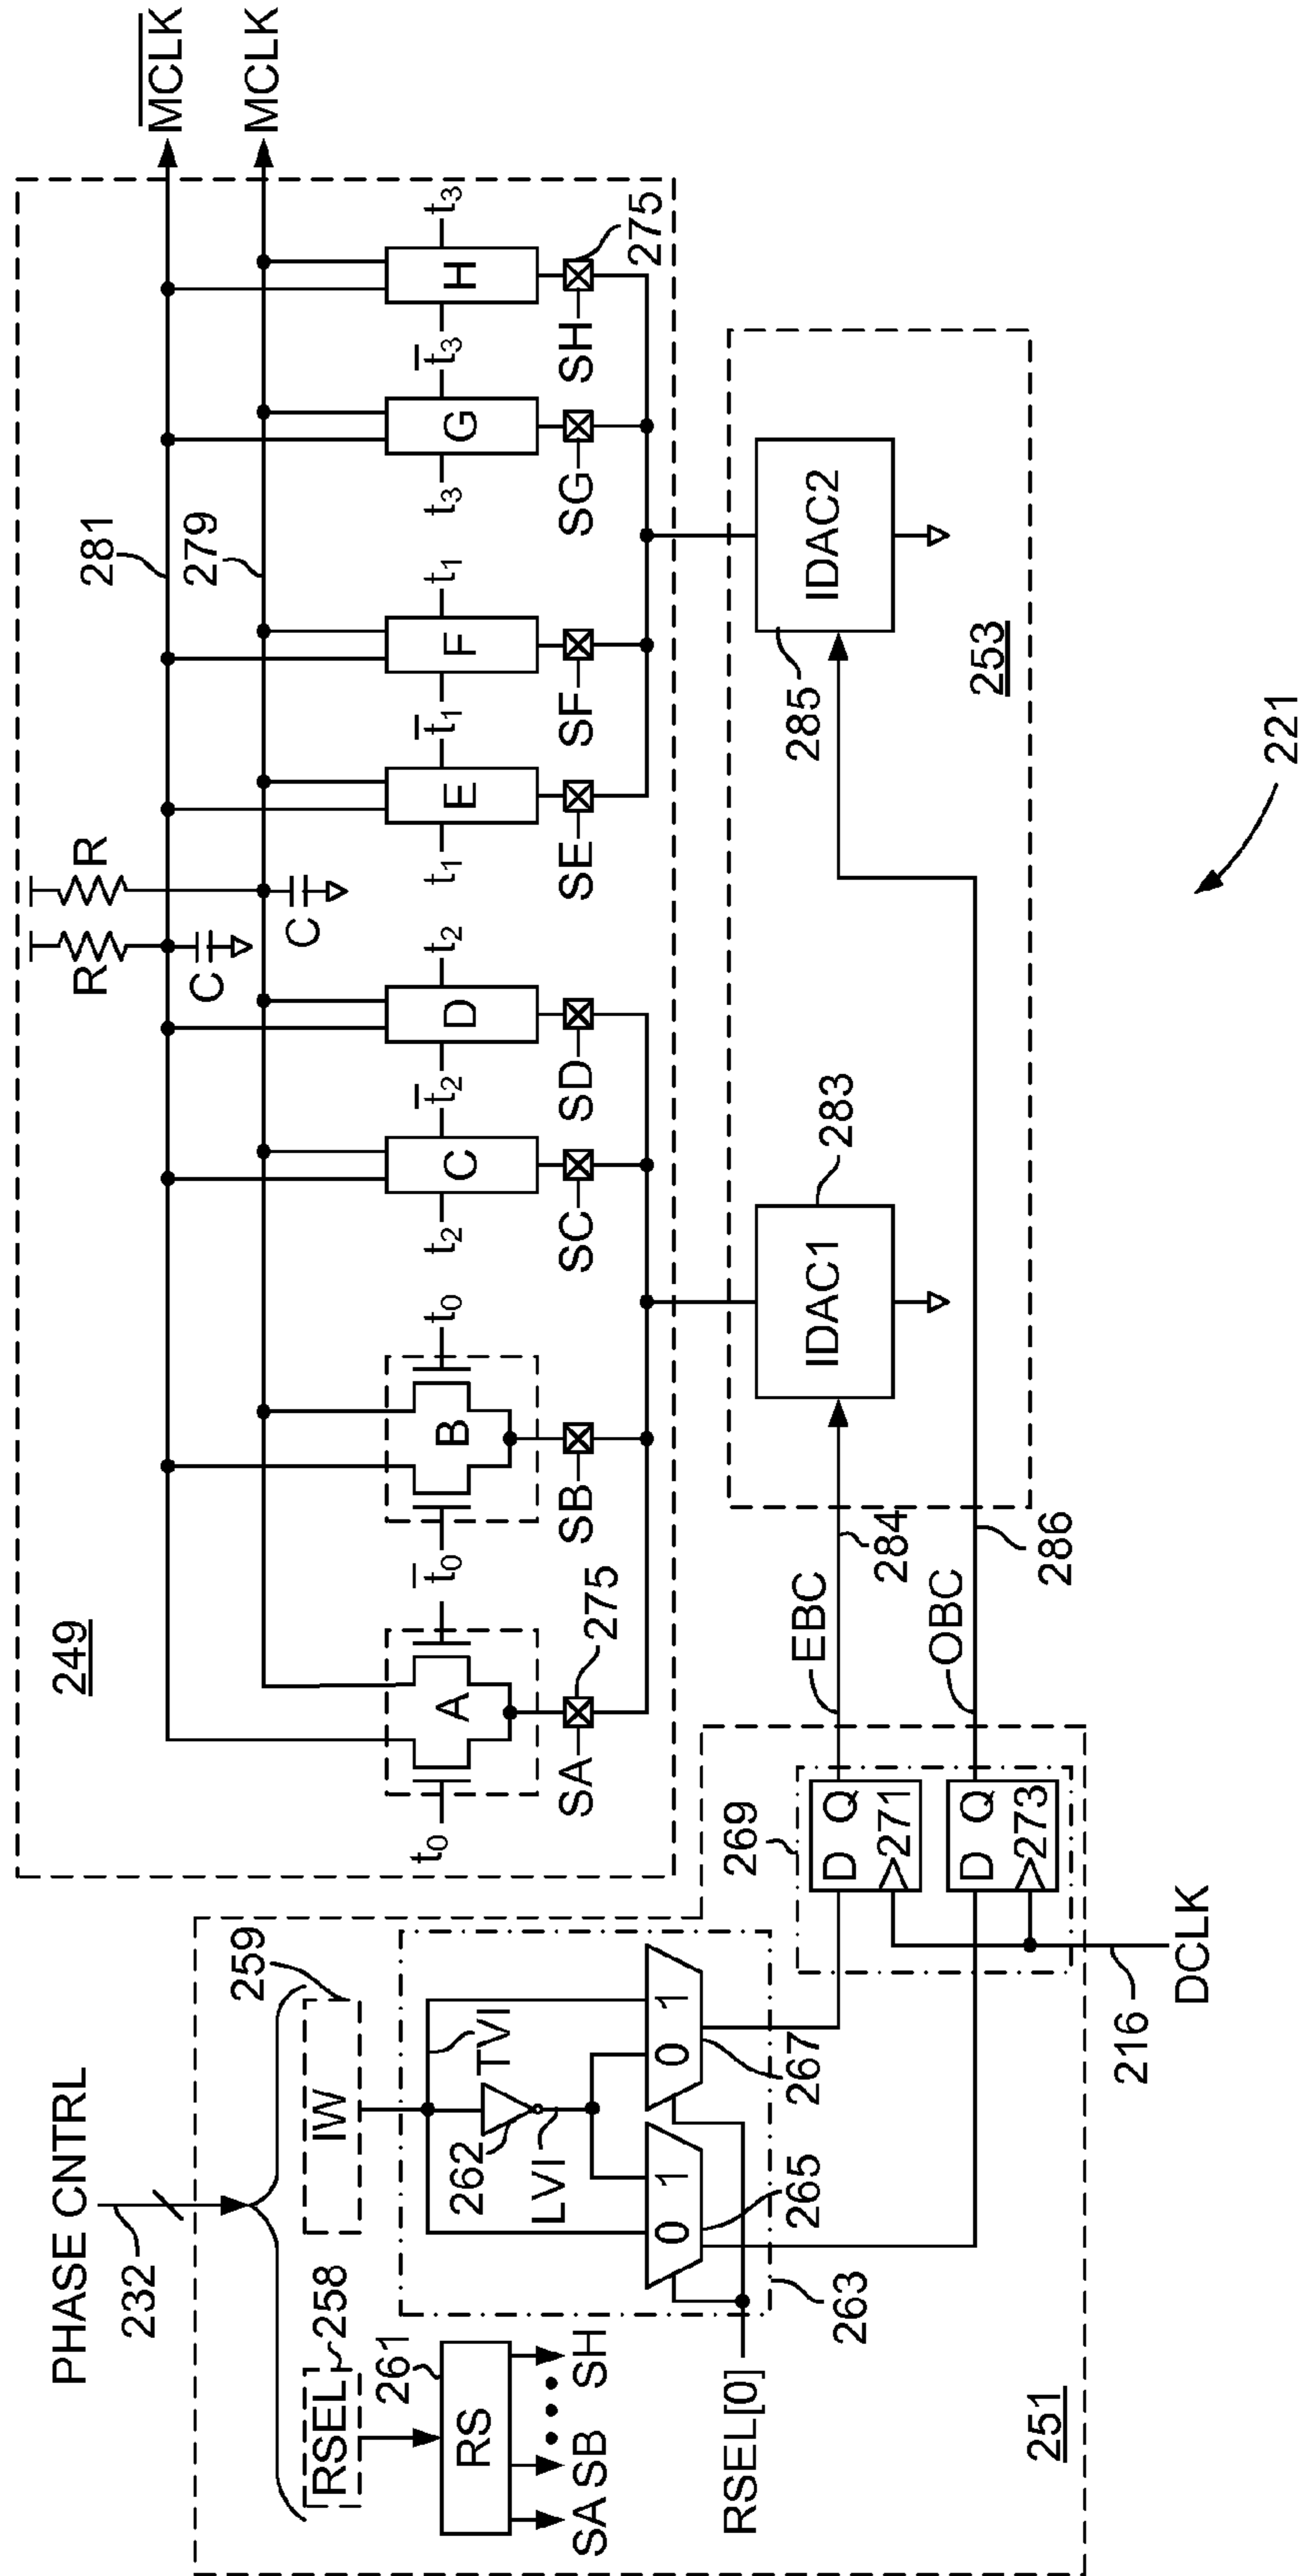 PHASE CNTRL
232
RSEL
258
IW
259
261
RS
SA SB SH
262
TVI
LVI
0 1
0 1
265
267
263
RSEL[0]
251
269
D Q
>271
D Q
>273
216
DCLK
EBC
284
OBC
286
249
281
279
R
R
C
C
MCLK
MCLK
t0
A
t0
B
t0
t2
C
t2
D
t2
t1
E
t1
F
t1
t3
G
t3
H
t3
SA
275
SB
SC
SD
SE
SF
SG
SH
275
IDAC1
283
IDAC2
285
253
221